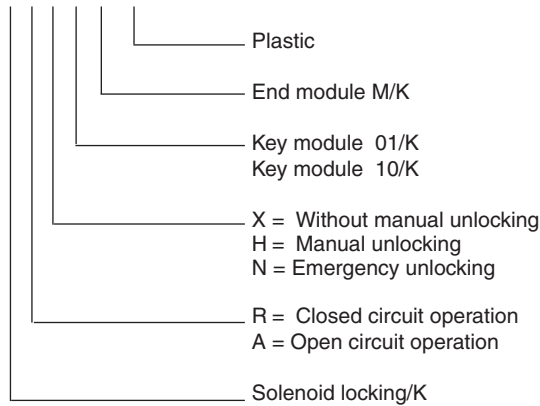 Plastic
End module M/K
Key module 01/K
Key module 10/K
X = Without manual unlocking
H = Manual unlocking
N = Emergency unlocking
R = Closed circuit operation
A = Open circuit operation
Solenoid locking/K